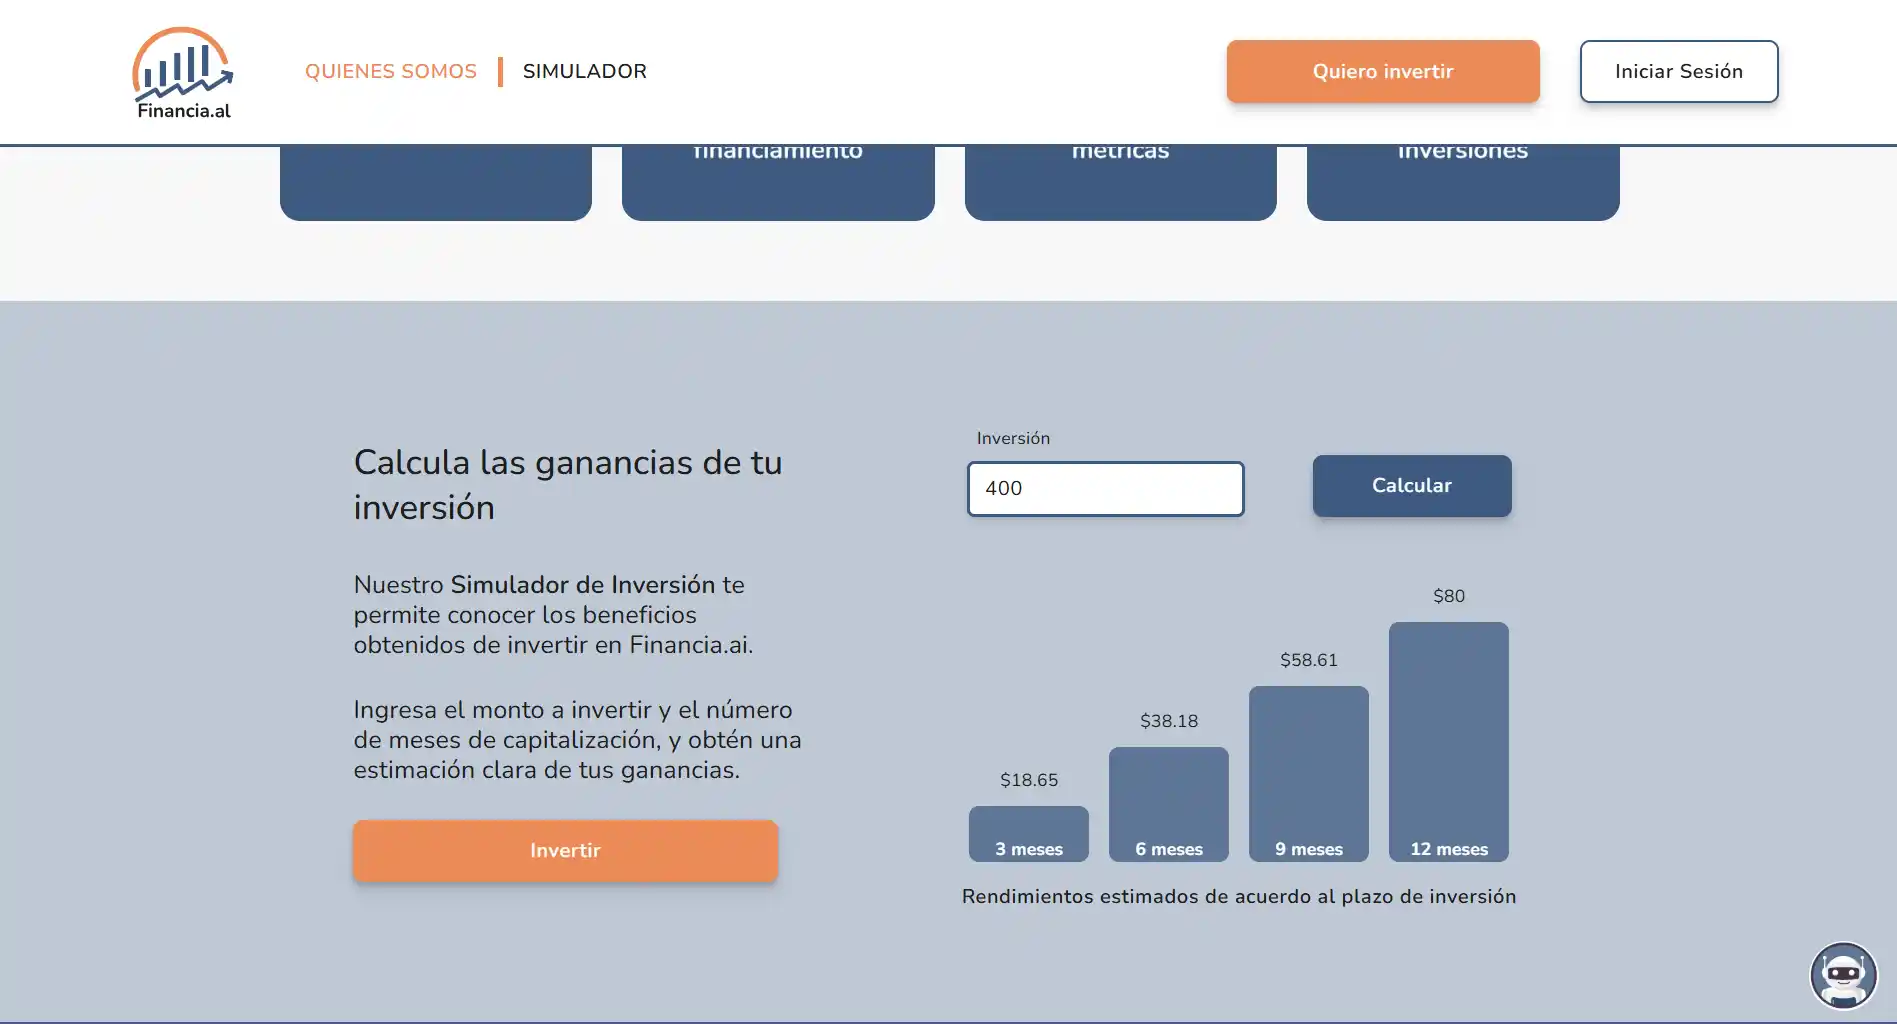 Financia.al
QUIENES SOMOS
SIMULADOR
Quiero invertir
Iniciar Sesión
financiamiento
métricas
inversiones
Calcula las ganancias de tu
inversión
Nuestro Simulador de Inversión te
permite conocer los beneficios
obtenidos de invertir en Financia.ai.
Ingresa el monto a invertir y el número
de meses de capitalización, y obtén una
estimación clara de tus ganancias.
Invertir
Inversión
400
Calcular
$18.65
$38.18
$58.61
$80
3 meses
6 meses
9 meses
12 meses
Rendimientos estimados de acuerdo al plazo de inversión